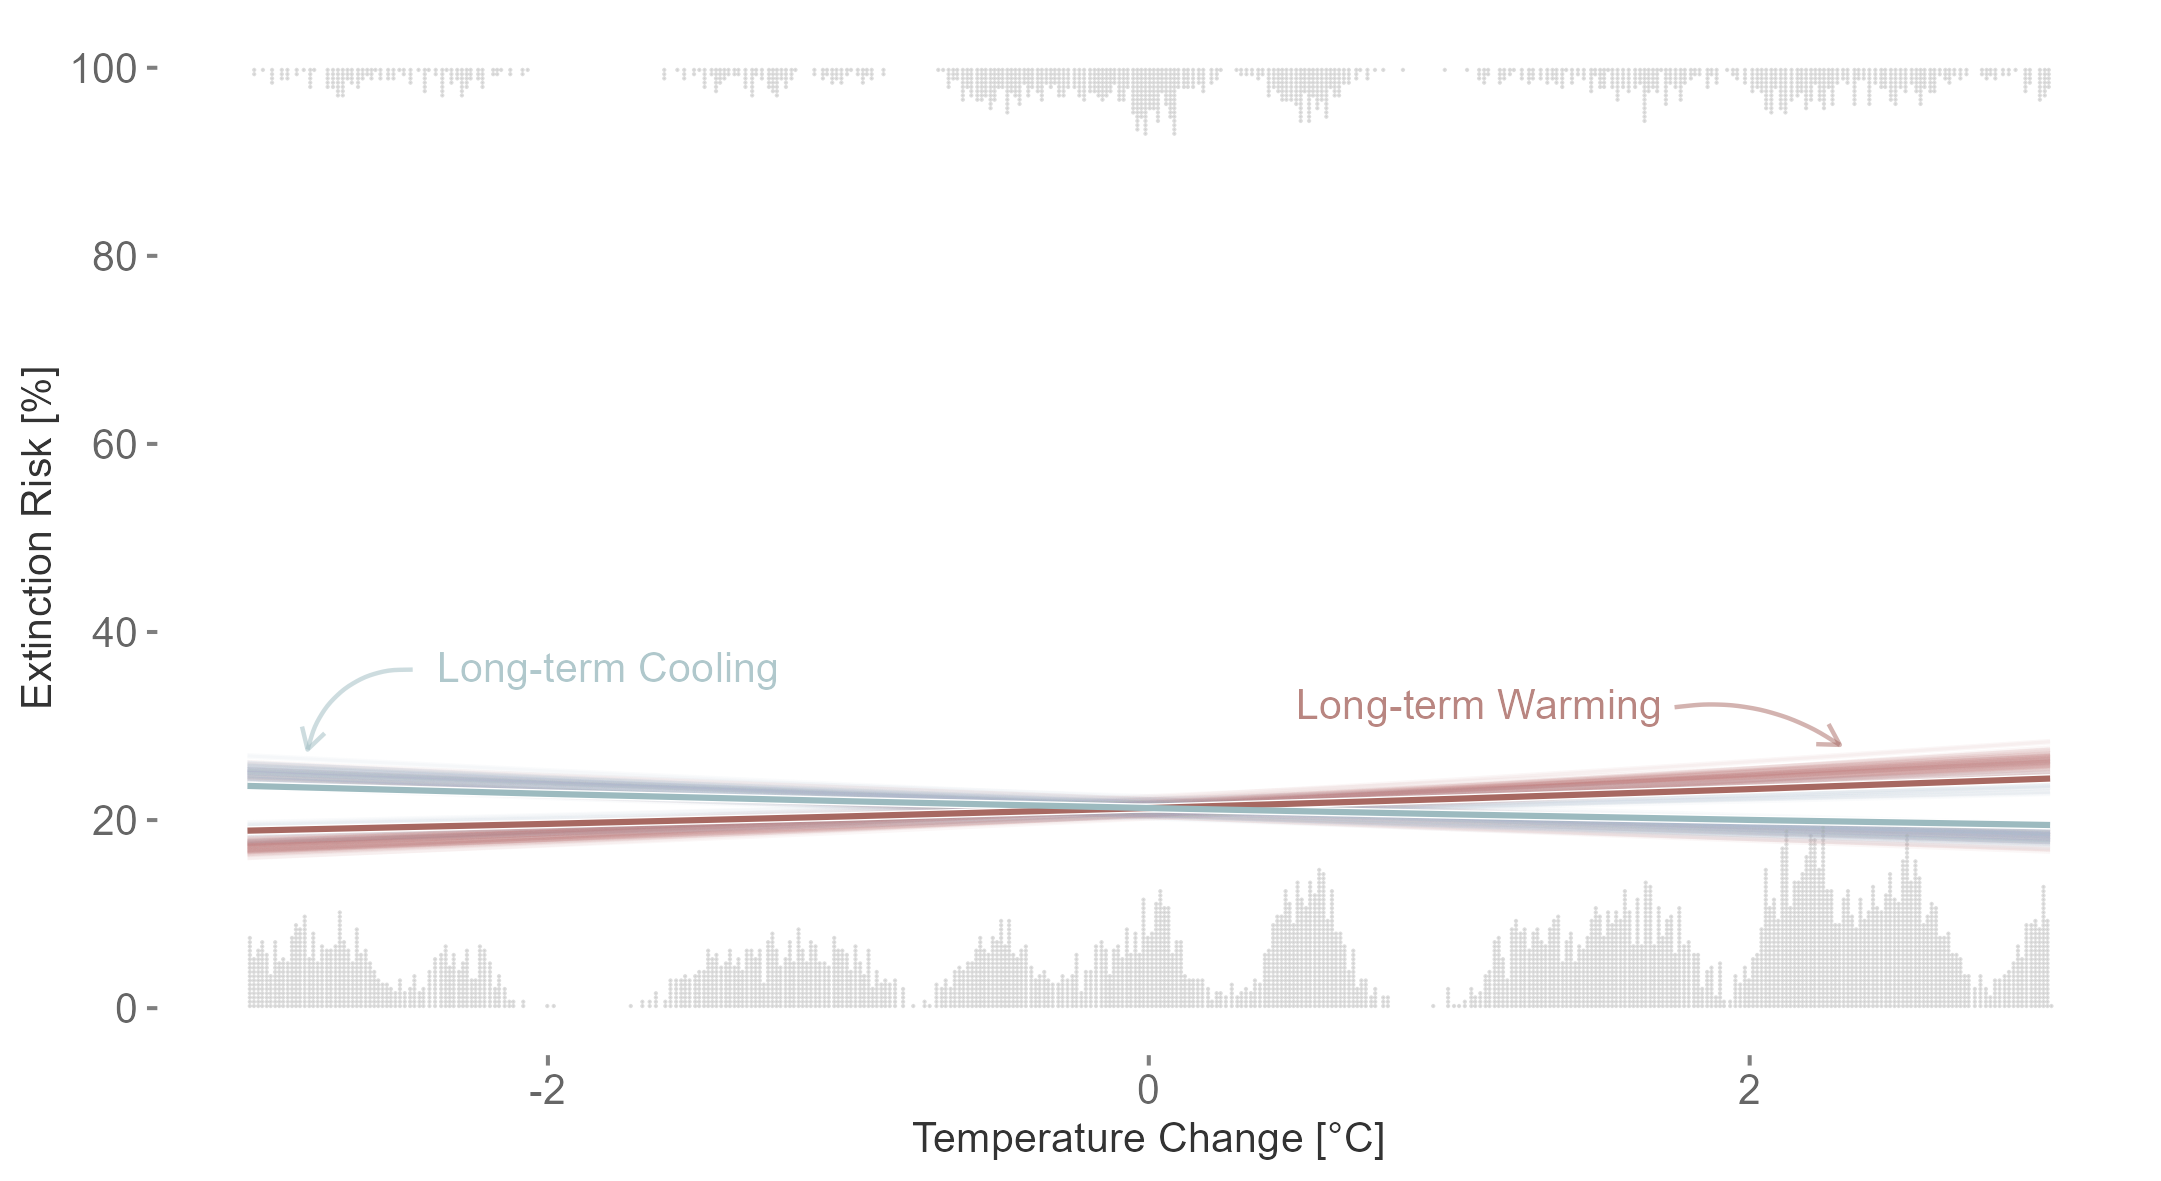 100
80
60
40
20
0
Extinction Risk [%]
Long-term Cooling
Long-term Warming
-2
0
2
Temperature Change [°C]